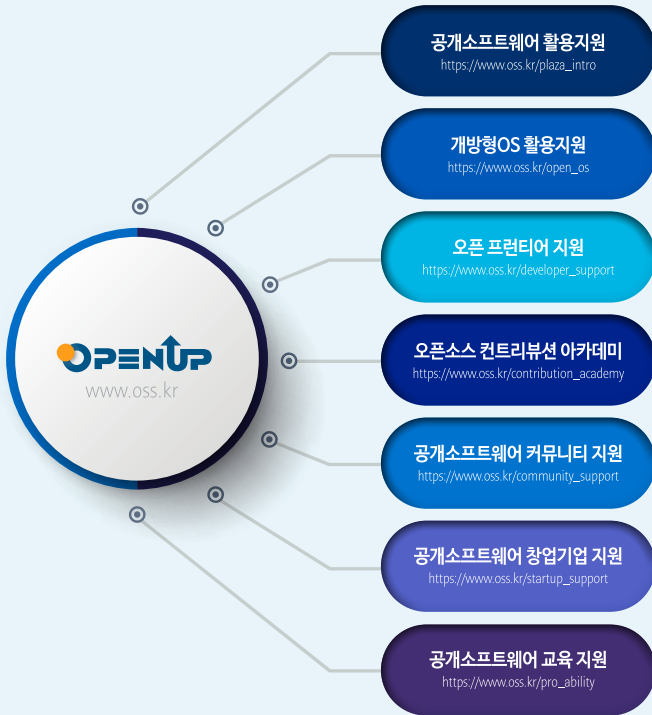 공개소프트웨어 활용지원
https://www.oss.kr/plaza_intro
개방형OS 활용지원
https://www.oss.kr/open_os
오픈 프런티어 지원
https://www.oss.kr/developer_support
OPENUP
www.oss.kr
오픈소스 컨트리뷰션 아카데미
https://www.oss.kr/contribution_academy
공개소프트웨어 커뮤니티 지원
https://www.oss.kr/community_support
공개소프트웨어 창업기업 지원
https://www.oss.kr/startup_support
공개소프트웨어 교육 지원
https://www.oss.kr/pro_ability